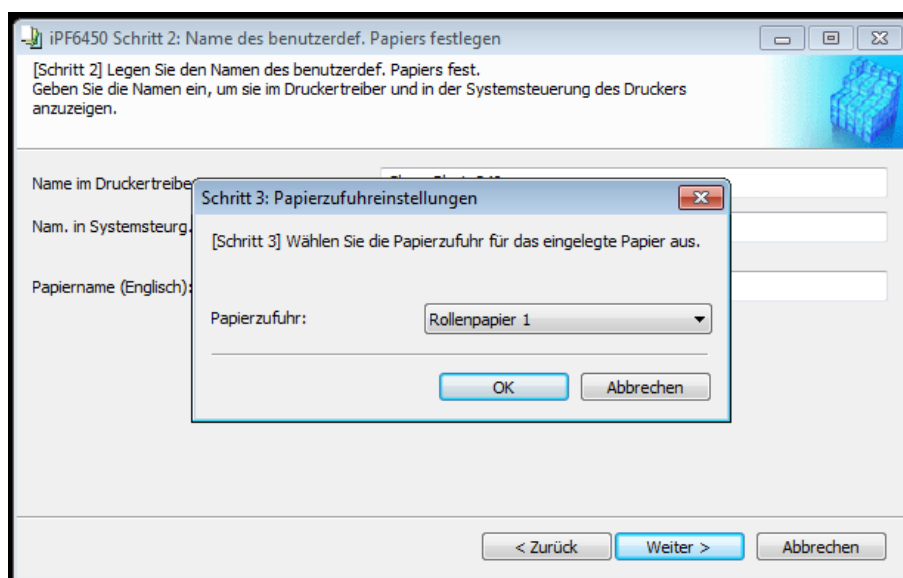 iPF6450 Schritt 2: Name des benutzerdef. Papiers festlegen
[Schritt 2] Legen Sie den Namen des benutzerdef. Papiers fest.
Geben Sie die Namen ein, um sie im Druckertreiber und in der Systemsteuerung des Druckers
anzuzeigen.
Name im Druckertreibe
Schritt 3: Papierzufuhreinstellungen
Nam. in Systemsteurg.
[Schritt 3] Wählen Sie die Papierzufuhr für das eingelegte Papier aus.
Papiername (Englisch):
Papierzufuhr: Rollenpapier 1
OK Abbrechen
< Zurück Weiter > Abbrechen